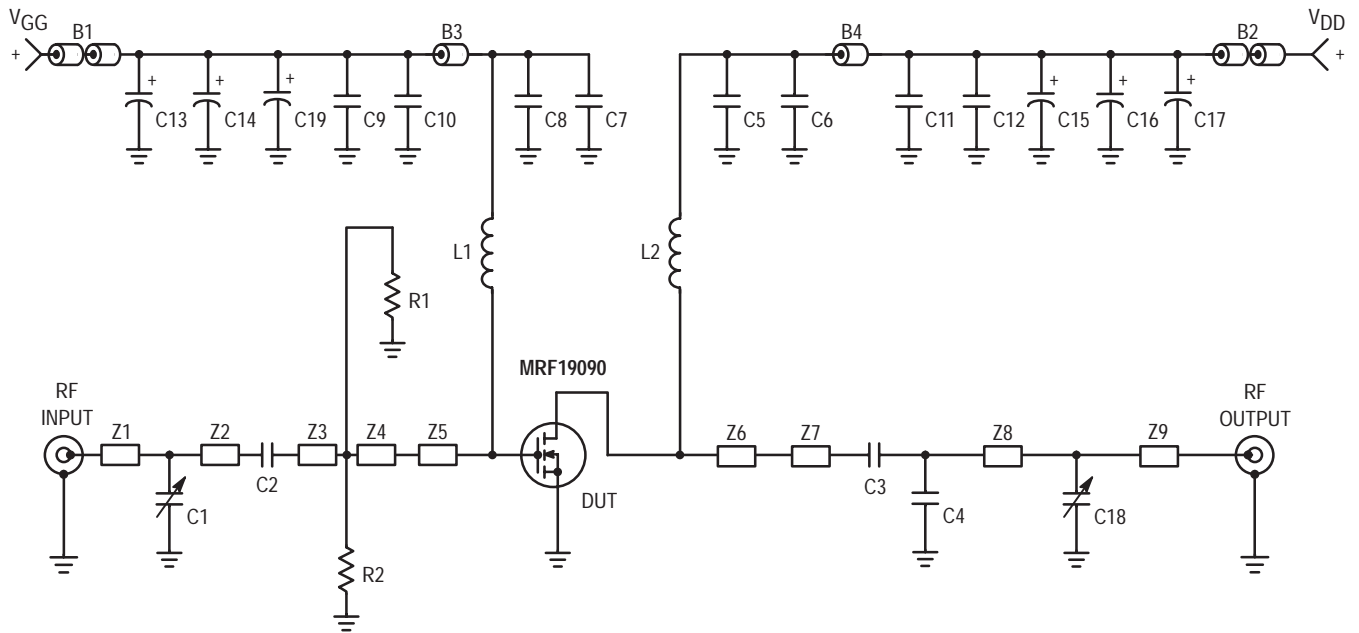 VGG
B1
B3
B4
B2
VDD
+
+
+
+
+
+
+
+
C13
C14
C19
C9
C10
C8
C7
C5
C6
C11
C12
C15
C16
C17
L1
L2
R1
MRF19090
RF
INPUT
RF
OUTPUT
Z1
Z2
Z3
Z4
Z5
Z6
Z7
Z8
Z9
C2
C3
DUT
C1
C4
C18
R2